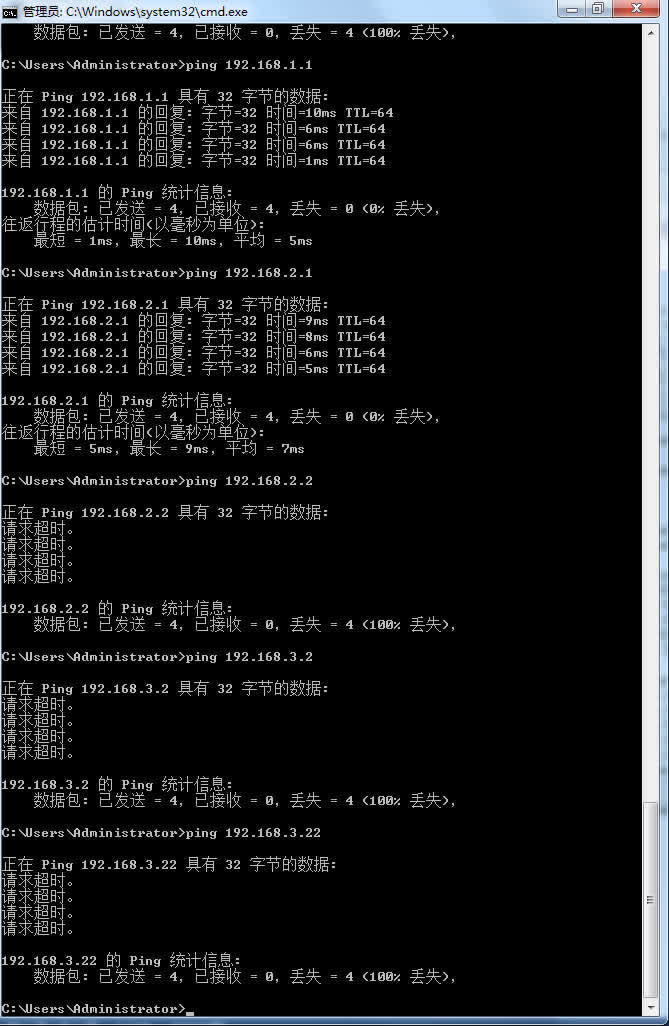 管理员: C:\Windows\system32\cmd.exe
数据包: 已发送 = 4, 已接收 = 0, 丢失 = 4 (100% 丢失),
C:\Users\Administrator>ping 192.168.1.1
正在 Ping 192.168.1.1 具有 32 字节的数据:
来自 192.168.1.1 的回复: 字节=32 时间=10ms TTL=64
来自 192.168.1.1 的回复: 字节=32 时间=6ms TTL=64
来自 192.168.1.1 的回复: 字节=32 时间=6ms TTL=64
来自 192.168.1.1 的回复: 字节=32 时间=1ms TTL=64
192.168.1.1 的 Ping 统计信息:
数据包: 已发送 = 4, 已接收 = 4, 丢失 = 0 (0% 丢失),
往返行程的估计时间(以毫秒为单位):
最短 = 1ms, 最长 = 10ms, 平均 = 5ms
C:\Users\Administrator>ping 192.168.2.1
正在 Ping 192.168.2.1 具有 32 字节的数据:
来自 192.168.2.1 的回复: 字节=32 时间=9ms TTL=64
来自 192.168.2.1 的回复: 字节=32 时间=8ms TTL=64
来自 192.168.2.1 的回复: 字节=32 时间=6ms TTL=64
来自 192.168.2.1 的回复: 字节=32 时间=5ms TTL=64
192.168.2.1 的 Ping 统计信息:
数据包: 已发送 = 4, 已接收 = 4, 丢失 = 0 (0% 丢失),
往返行程的估计时间(以毫秒为单位):
最短 = 5ms, 最长 = 9ms, 平均 = 7ms
C:\Users\Administrator>ping 192.168.2.2
正在 Ping 192.168.2.2 具有 32 字节的数据:
请求超时。
请求超时。
请求超时。
请求超时。
192.168.2.2 的 Ping 统计信息:
数据包: 已发送 = 4, 已接收 = 0, 丢失 = 4 (100% 丢失),
C:\Users\Administrator>ping 192.168.3.2
正在 Ping 192.168.3.2 具有 32 字节的数据:
请求超时。
请求超时。
请求超时。
请求超时。
192.168.3.2 的 Ping 统计信息:
数据包: 已发送 = 4, 已接收 = 0, 丢失 = 4 (100% 丢失),
C:\Users\Administrator>ping 192.168.3.22
正在 Ping 192.168.3.22 具有 32 字节的数据:
请求超时。
请求超时。
请求超时。
请求超时。
192.168.3.22 的 Ping 统计信息:
数据包: 已发送 = 4, 已接收 = 0, 丢失 = 4 (100% 丢失),
C:\Users\Administrator>_